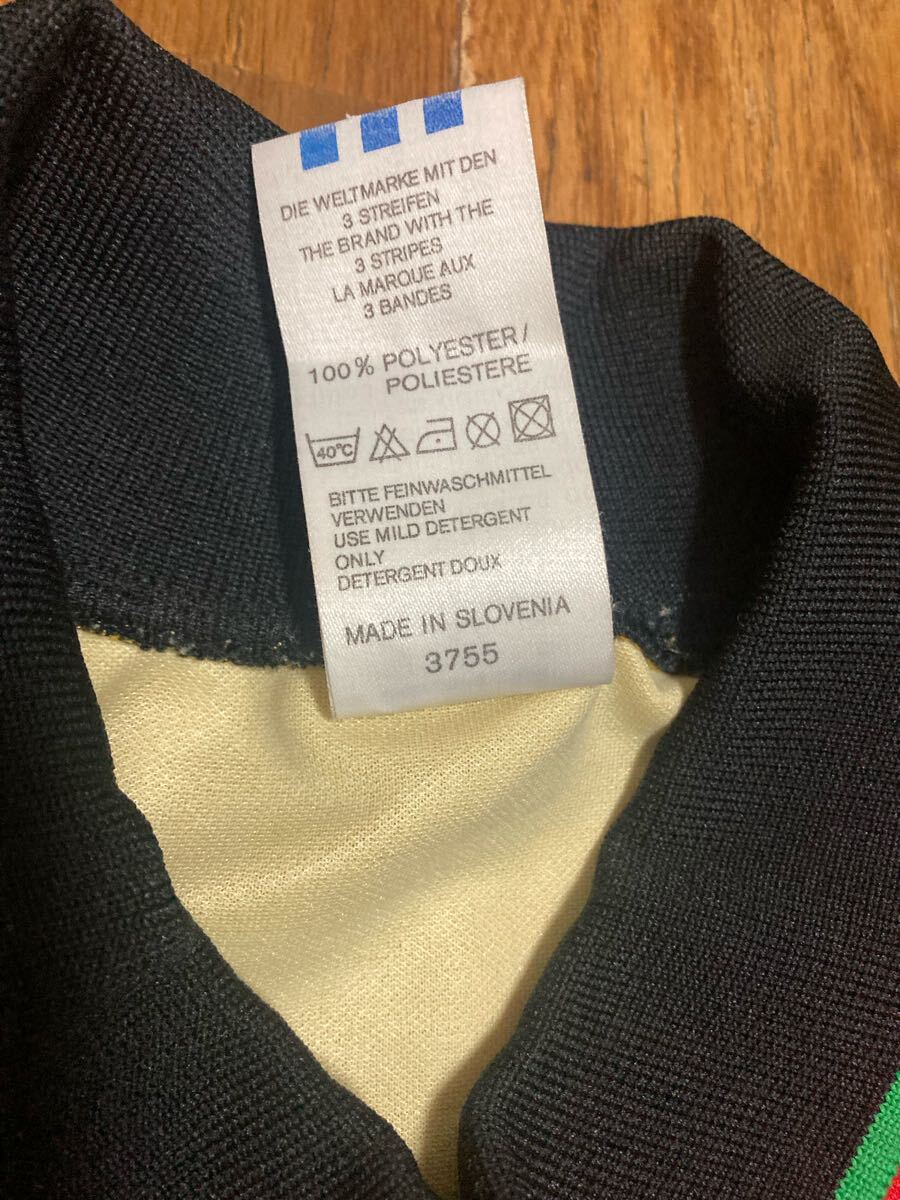 DIE WELTMARKE MIT DEN
3 STREIFEN
THE BRAND WITH THE
3 STRIPES
LA MARQUE AUX
3 BANDES
100% POLYESTER/
POLIESTERE
40°C
BITTE FEINWASCHMITTEL
VERWENDEN
USE MILD DETERGENT
ONLY
DETERGENT DOUX
MADE IN SLOVENIA
3755